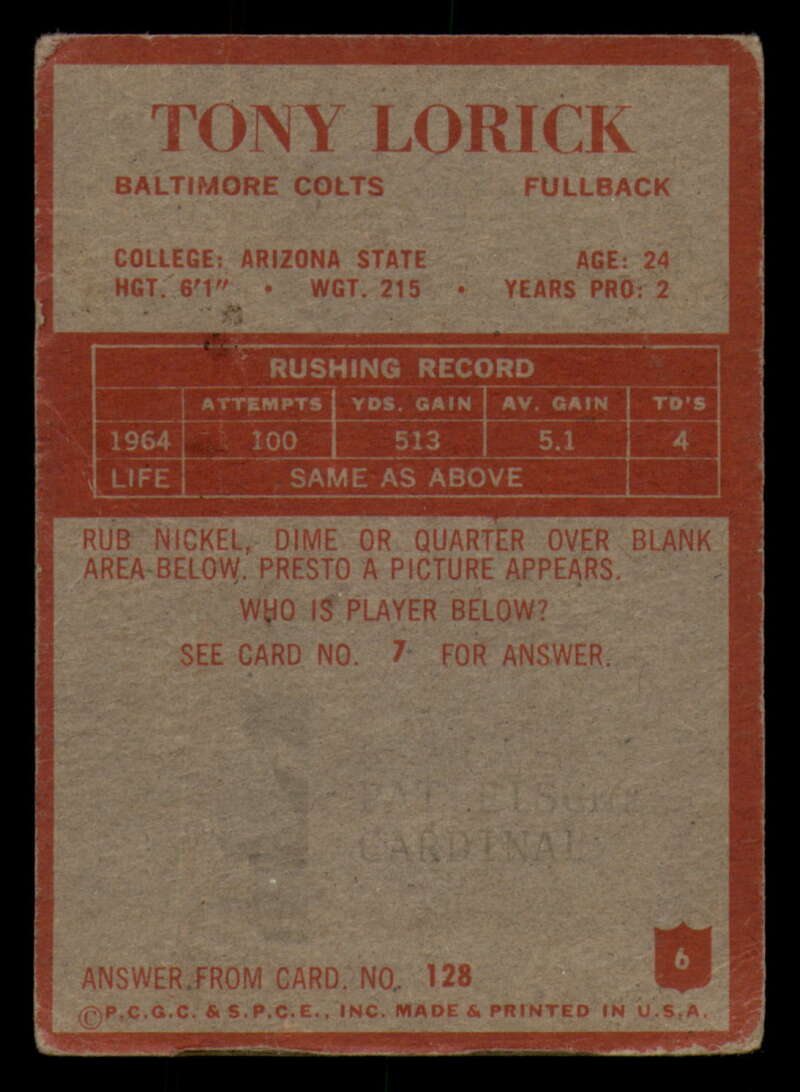 TONY LORICK
BALTIMORE COLTS FULLBACK
COLLEGE: ARIZONA STATE AGE: 24
HGT. 6'1" • WGT. 215 • YEARS PRO: 2
RUSHING RECORD
ATTEMPTS YDS. GAIN AV. GAIN TD'S
1964 100 513 5.1 4
LIFE SAME AS ABOVE
RUB NICKEL, DIME OR QUARTER OVER BLANK
AREA BELOW. PRESTO A PICTURE APPEARS.
WHO IS PLAYER BELOW?
SEE CARD NO. 7 FOR ANSWER.
PAT
CARDINAL
6
ANSWER FROM CARD. NO. 128
©P.C.G.C. & S.P.C.E., INC. MADE & PRINTED IN U.S.A.